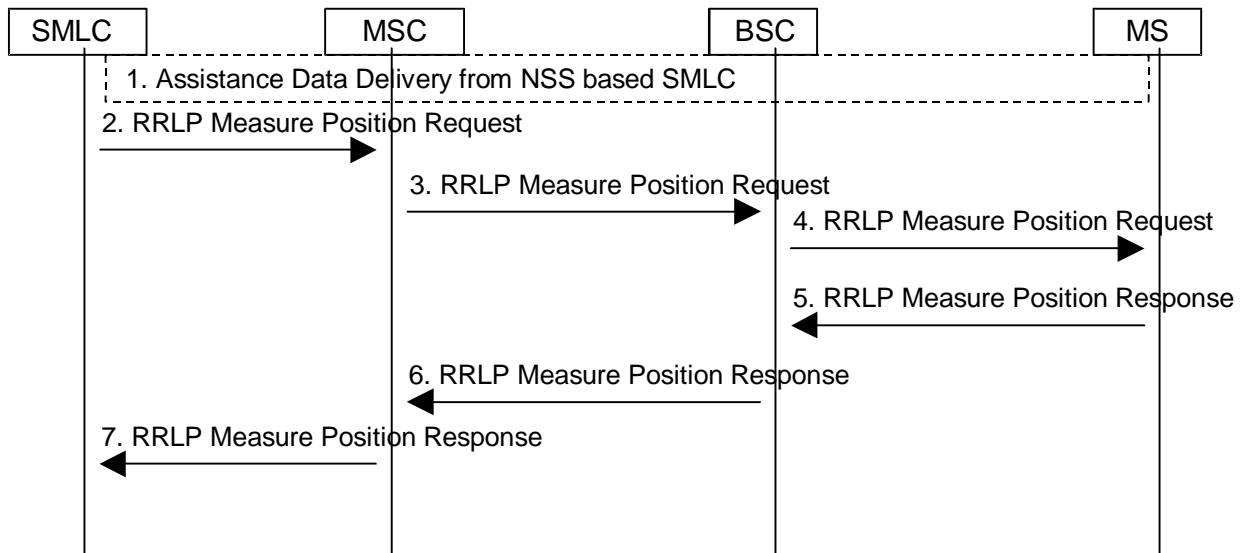 SMLC
MSC
BSC
MS
1. Assistance Data Delivery from NSS based SMLC
2. RRLP Measure Position Request
3. RRLP Measure Position Request
4. RRLP Measure Position Request
5. RRLP Measure Position Response
6. RRLP Measure Position Response
7. RRLP Measure Position Response